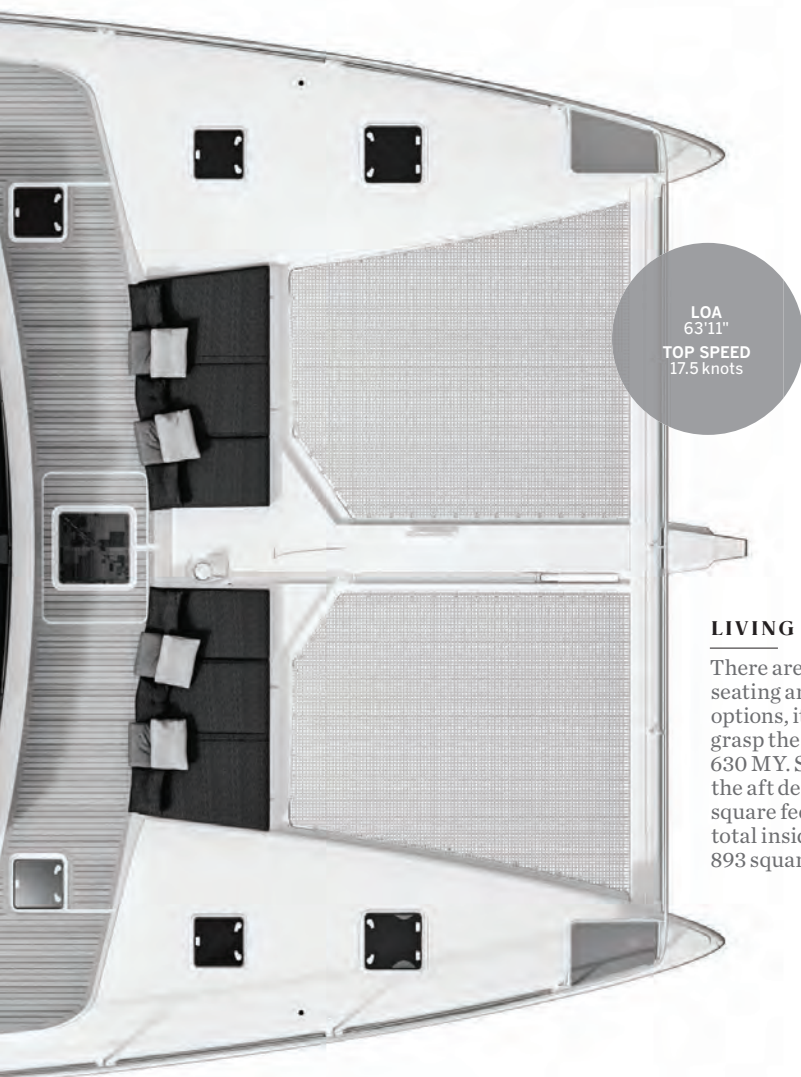 LOA
63'11"
TOP SPEED
17.5 knots
LIVING
There are
seating
options,
grasp the
630 MY.
the aft
square
total
893